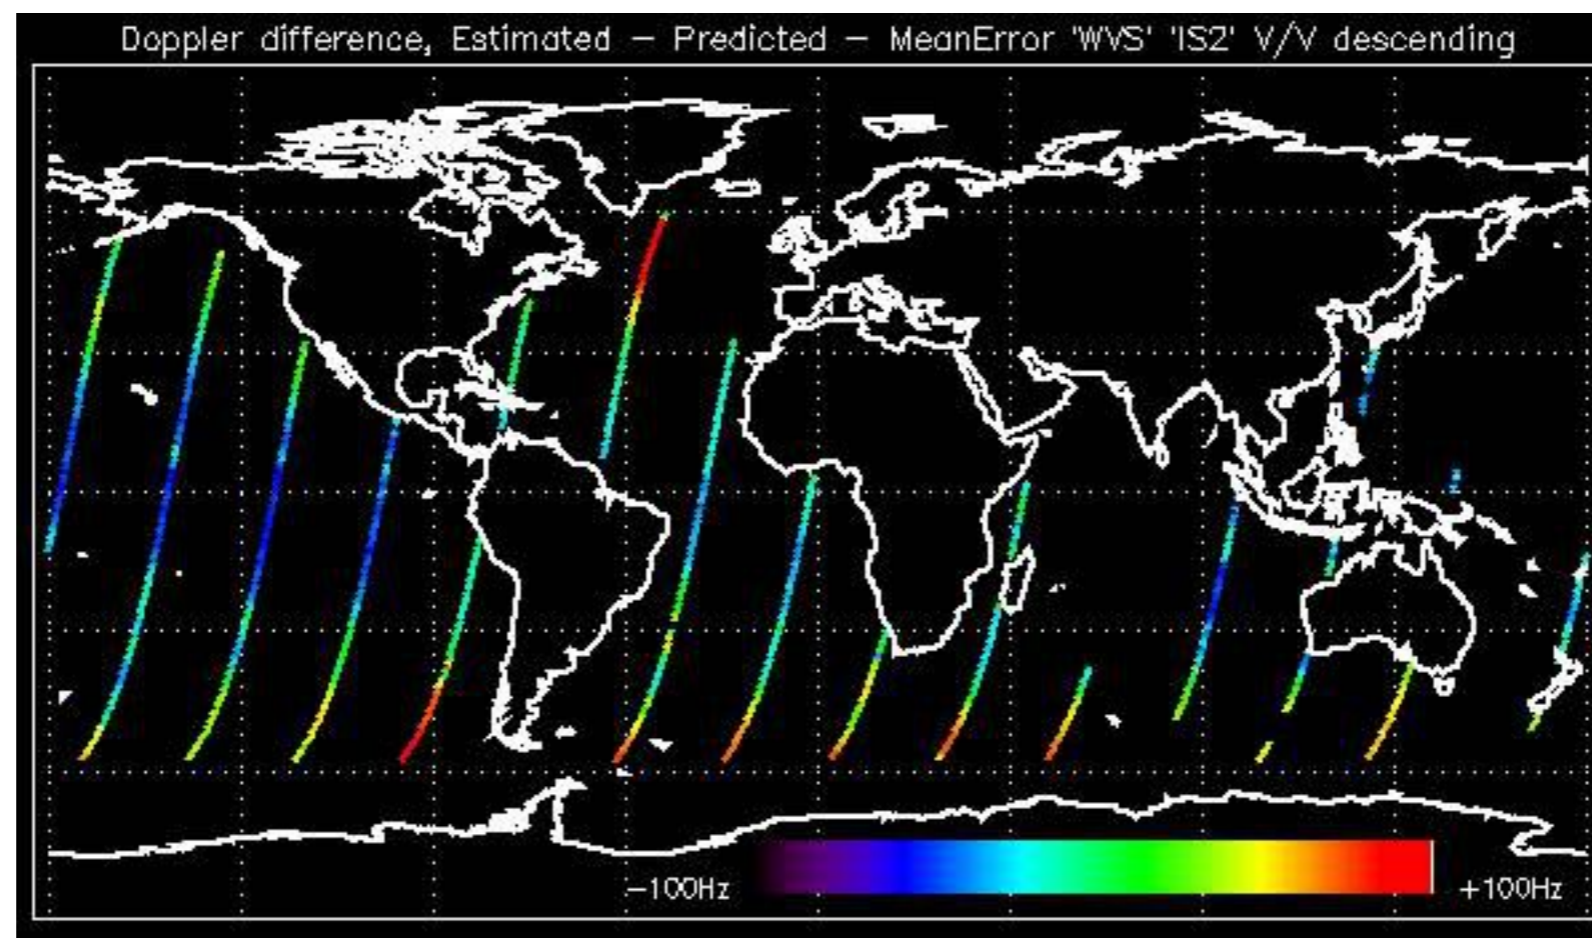 Doppler difference, Estimated — Predicted — MeanError 'WVS' 'IS2' V/V descending
−100Hz
+100Hz